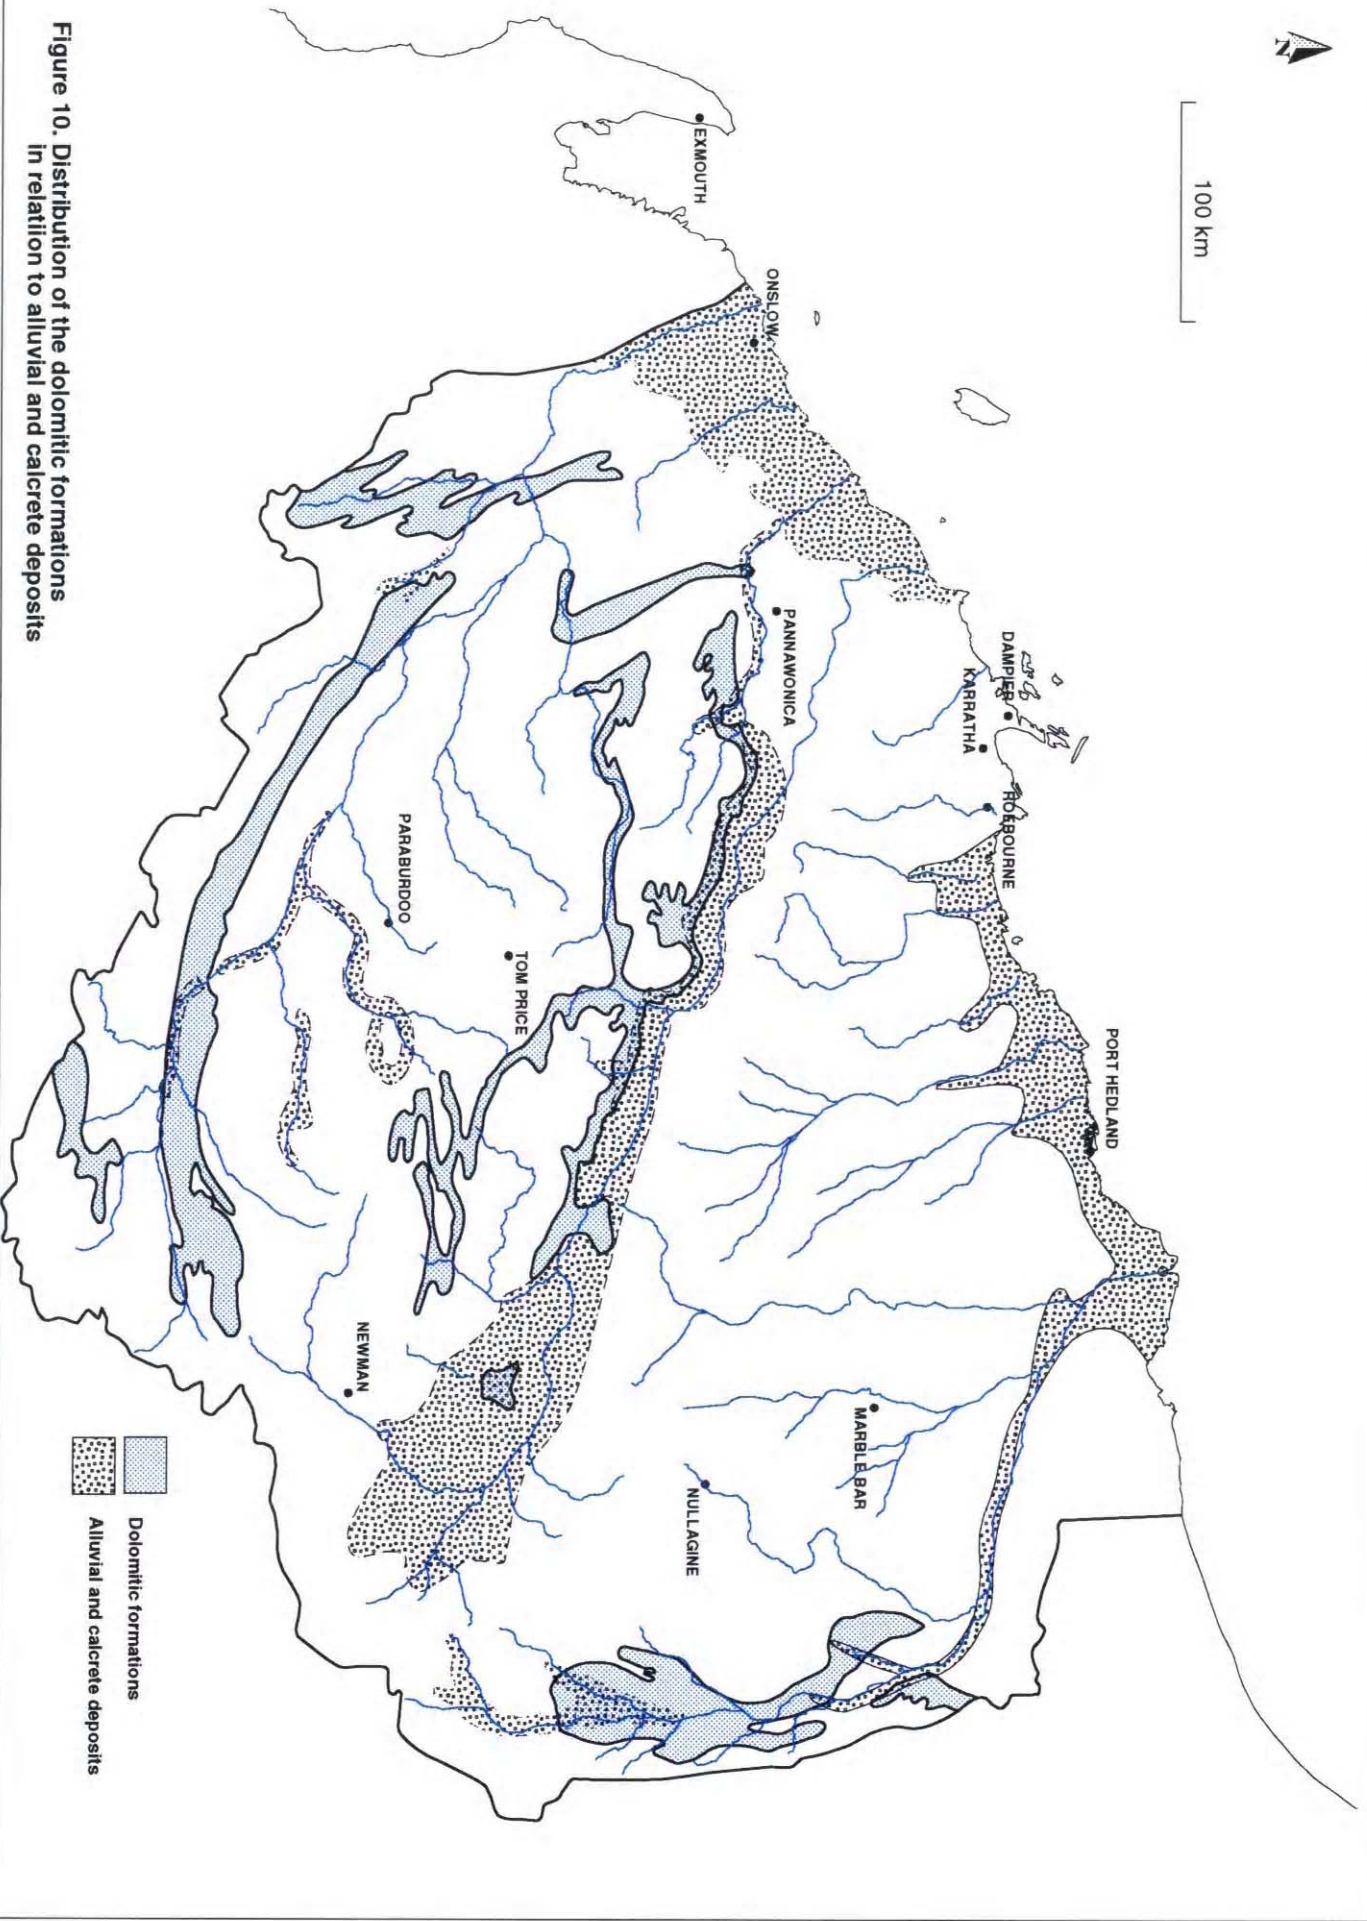 N
100 km
EXMOUTH
ONSLOW
PANNAWONICA
DAMPIER
KARRATHA
ROEBOURNE
PORT HEDLAND
PARABURDOO
TOM PRICE
NEWMAN
MARBLE BAR
NULLAGINE
Dolomitic formations
Alluvial and calcrete deposits
Figure 10. Distribution of the dolomitic formations
in relatiion to alluvial and calcrete deposits